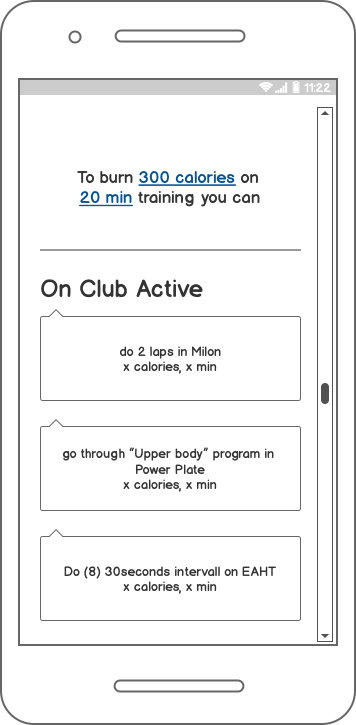 11:22
To burn 300 calories on
20 min training you can
On Club Active
do 2 laps in Milon
x calories, x min
go through "Upper body" program in
Power Plate
x calories, x min
Do (8) 30seconds intervall on EAHT
x calories, x min